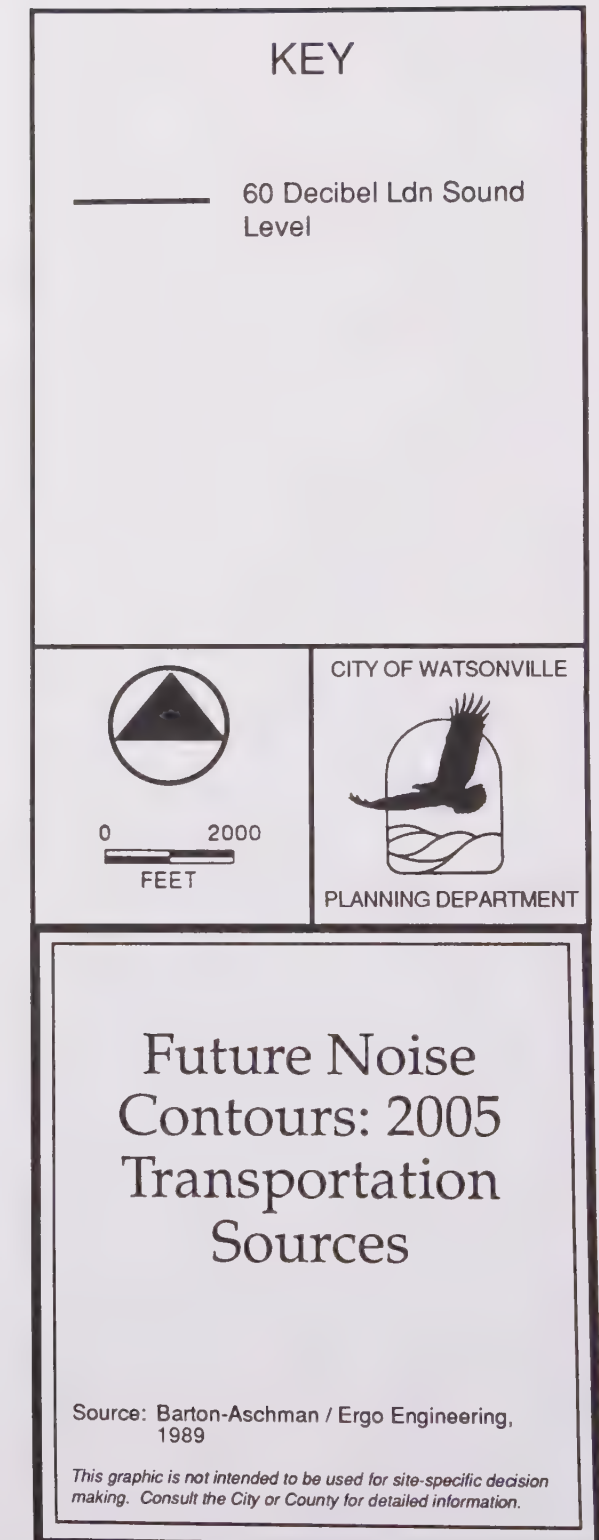 KEY
60 Decibel Ldn Sound
Level
0 2000
FEET
CITY OF WATSONVILLE
PLANNING DEPARTMENT
Future Noise
Contours: 2005
Transportation
Sources
Source: Barton-Aschman / Ergo Engineering,
1989
This graphic is not intended to be used for site-specific decision
making. Consult the City or County for detailed information.